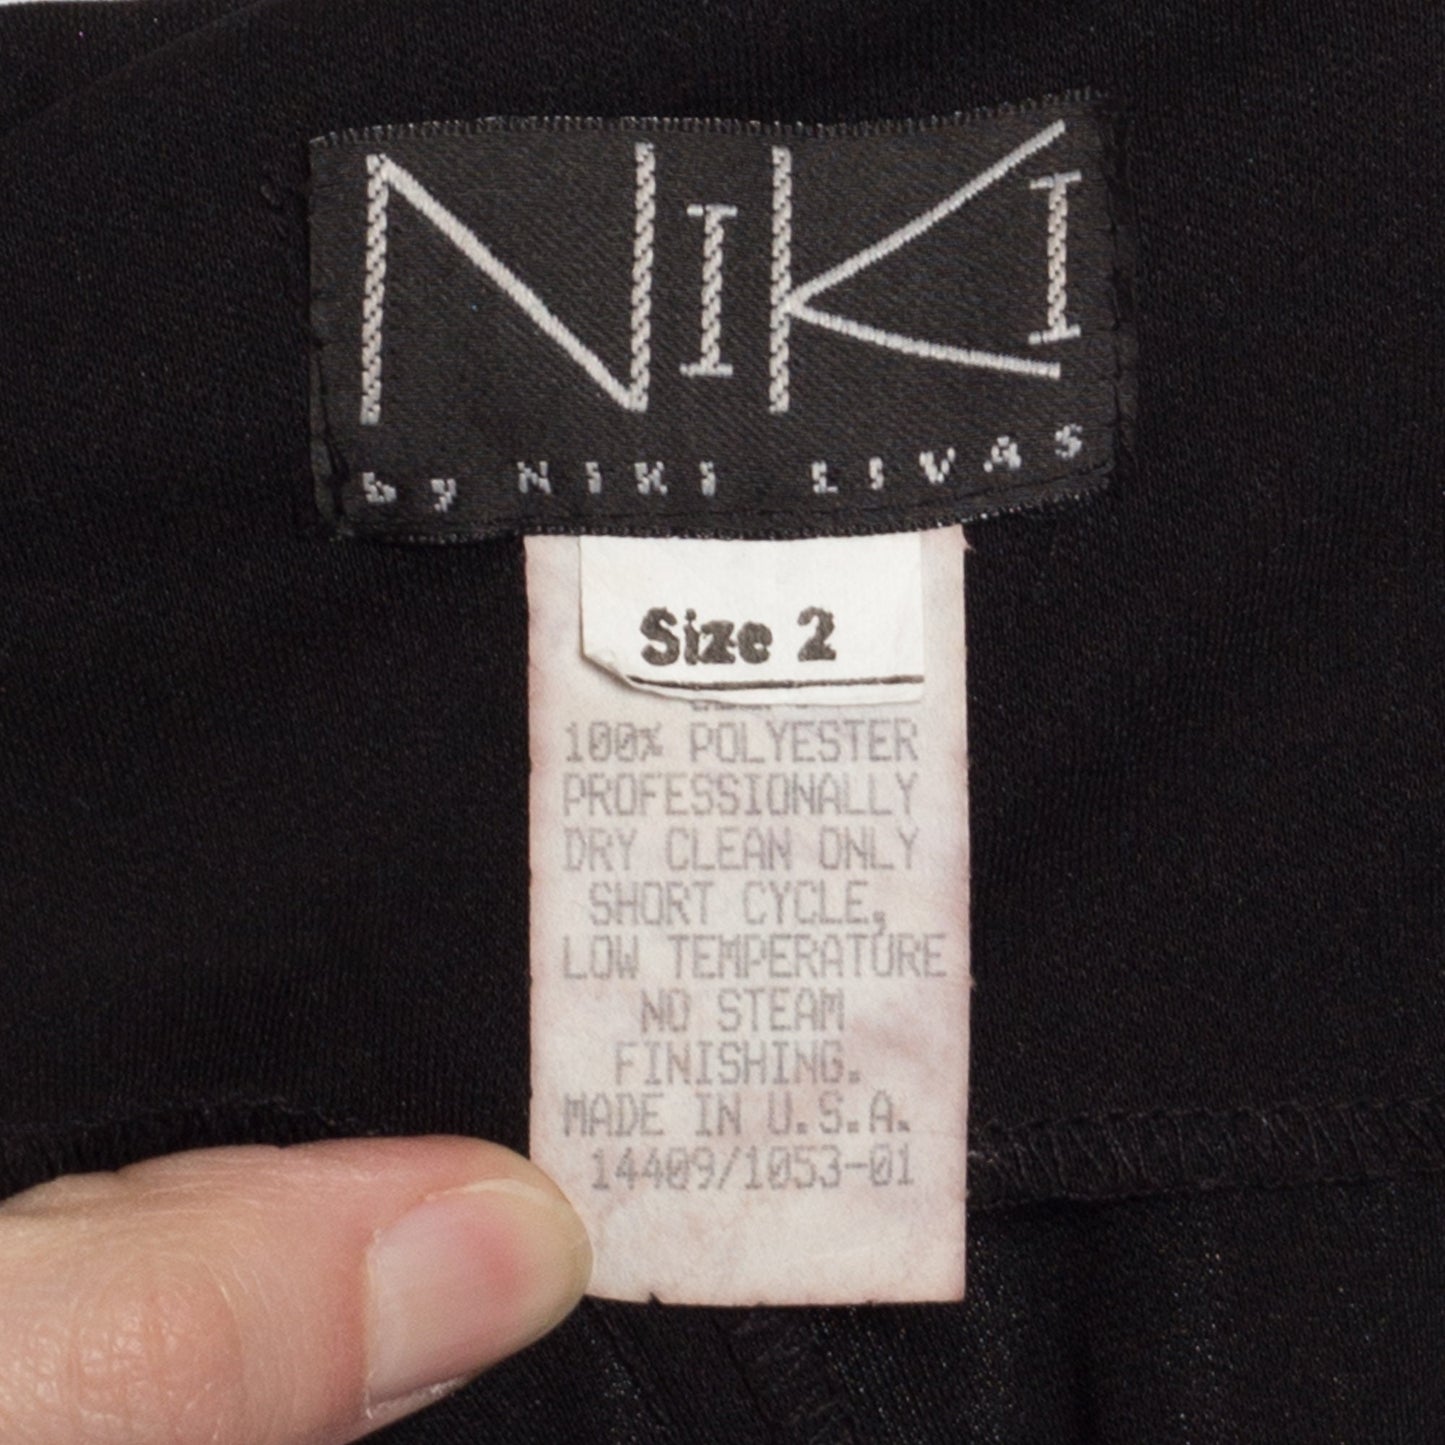 NiKi
by NIKI LIVAS
Size 2
100% POLYESTER
PROFESSIONALLY
DRY CLEAN ONLY
SHORT CYCLE,
LOW TEMPERATURE
NO STEAM
FINISHING.
MADE IN U.S.A.
14409/1053-01